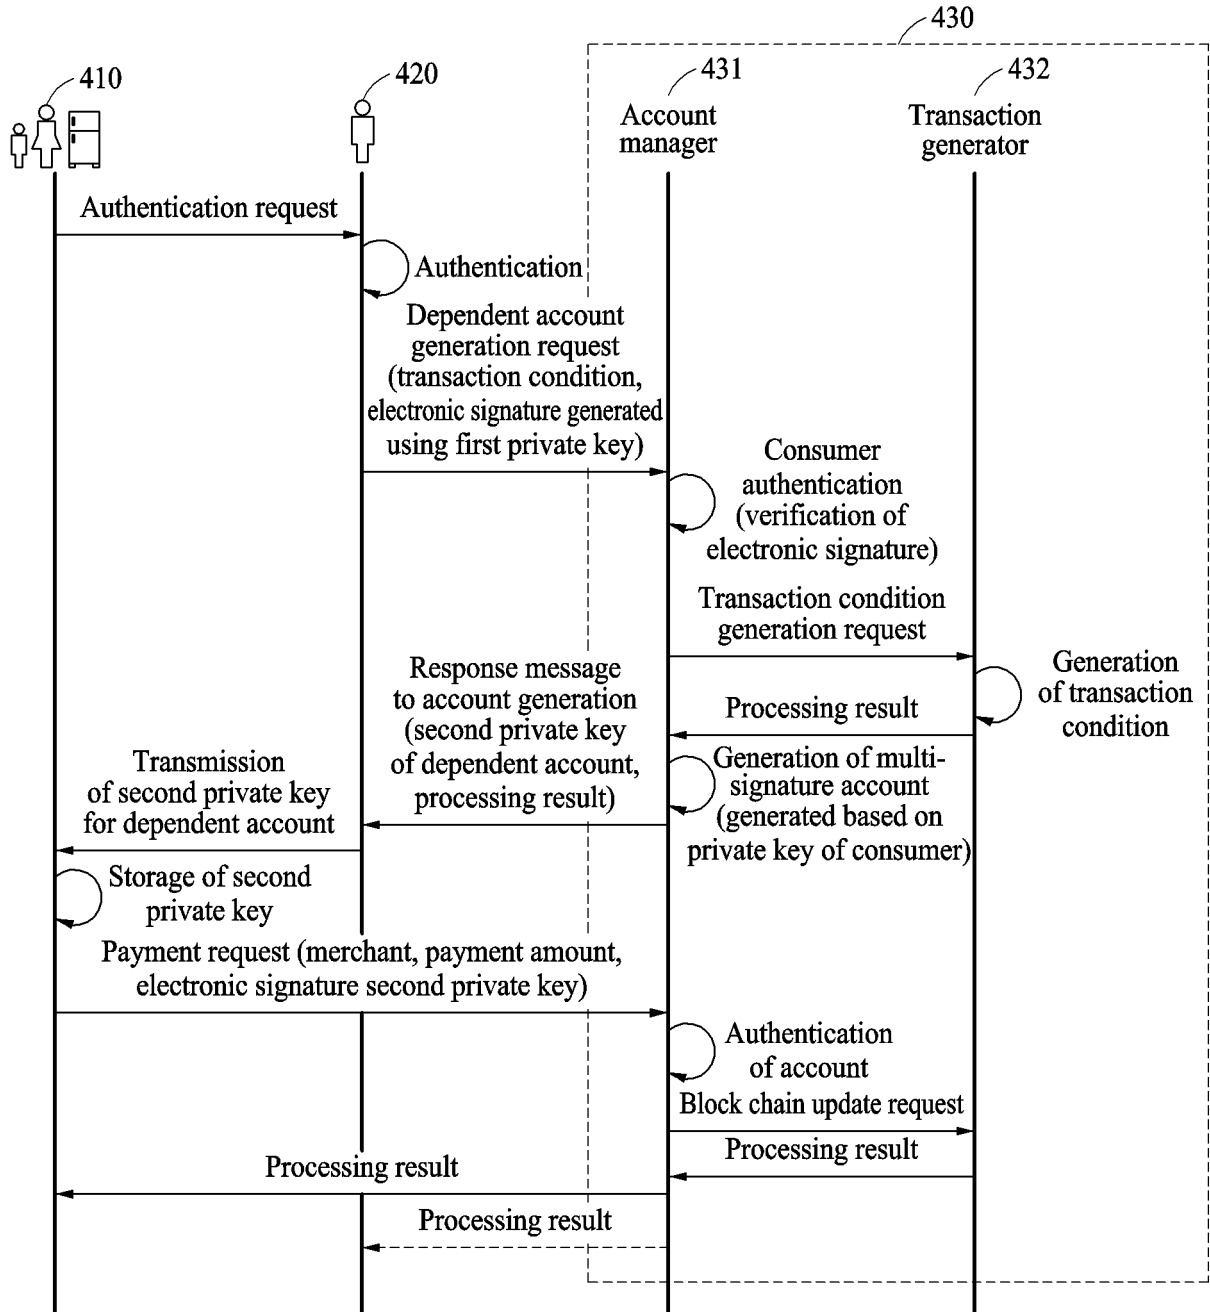 430
410
420
431
432
Account
manager
Transaction
generator
Authentication request
Authentication
Dependent account
generation request
(transaction condition,
electronic signature generated
using first private key)
Consumer
authentication
(verification of
electronic signature)
Transaction condition
generation request
Generation
of transaction
condition
Response message
to account generation
(second private key
of dependent account,
processing result)
Processing result
Generation of multi-
signature account
(generated based on
private key of consumer)
Transmission
of second private key
for dependent account
Storage of second
private key
Payment request (merchant, payment amount,
electronic signature second private key)
Authentication
of account
Block chain update request
Processing result
Processing result
Processing result